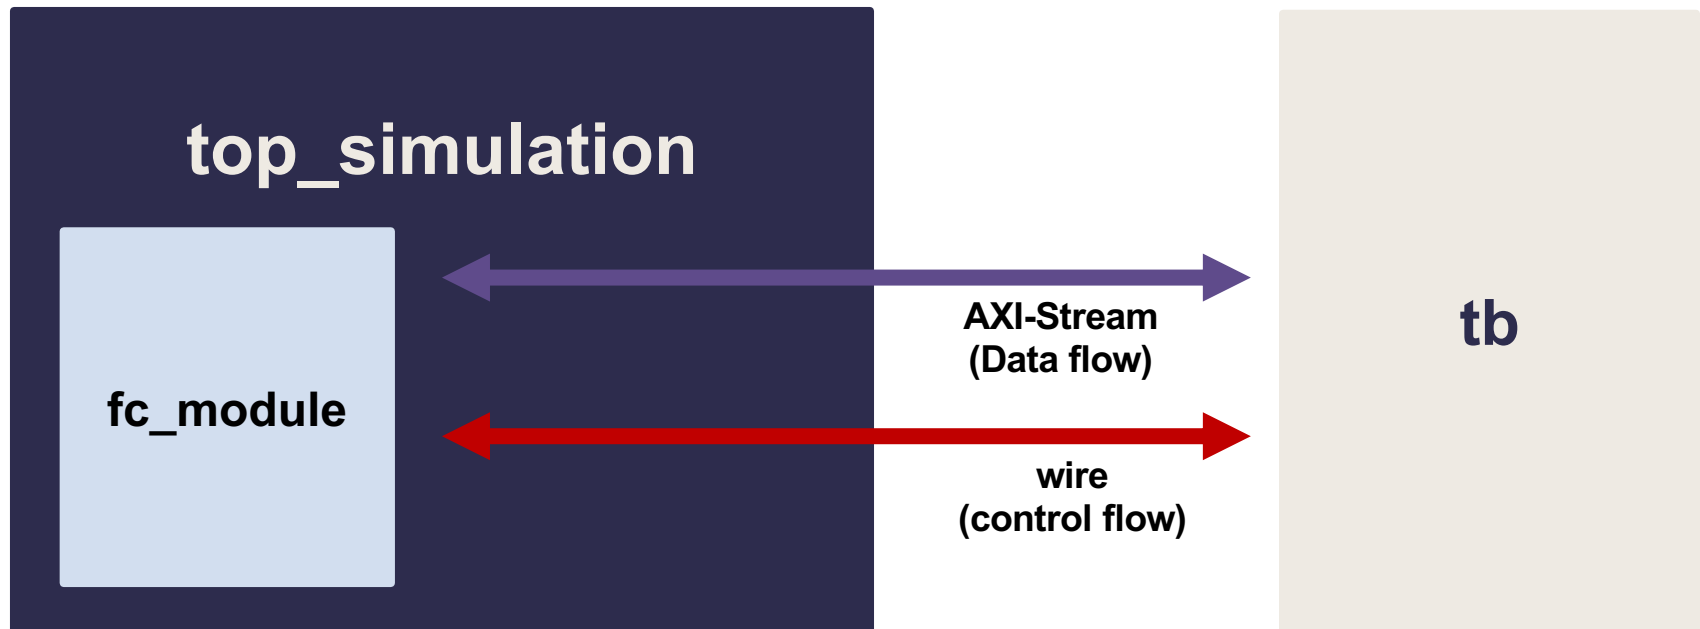 top_simulation
fc_module
AXI-Stream
(Data flow)
wire
(control flow)
tb